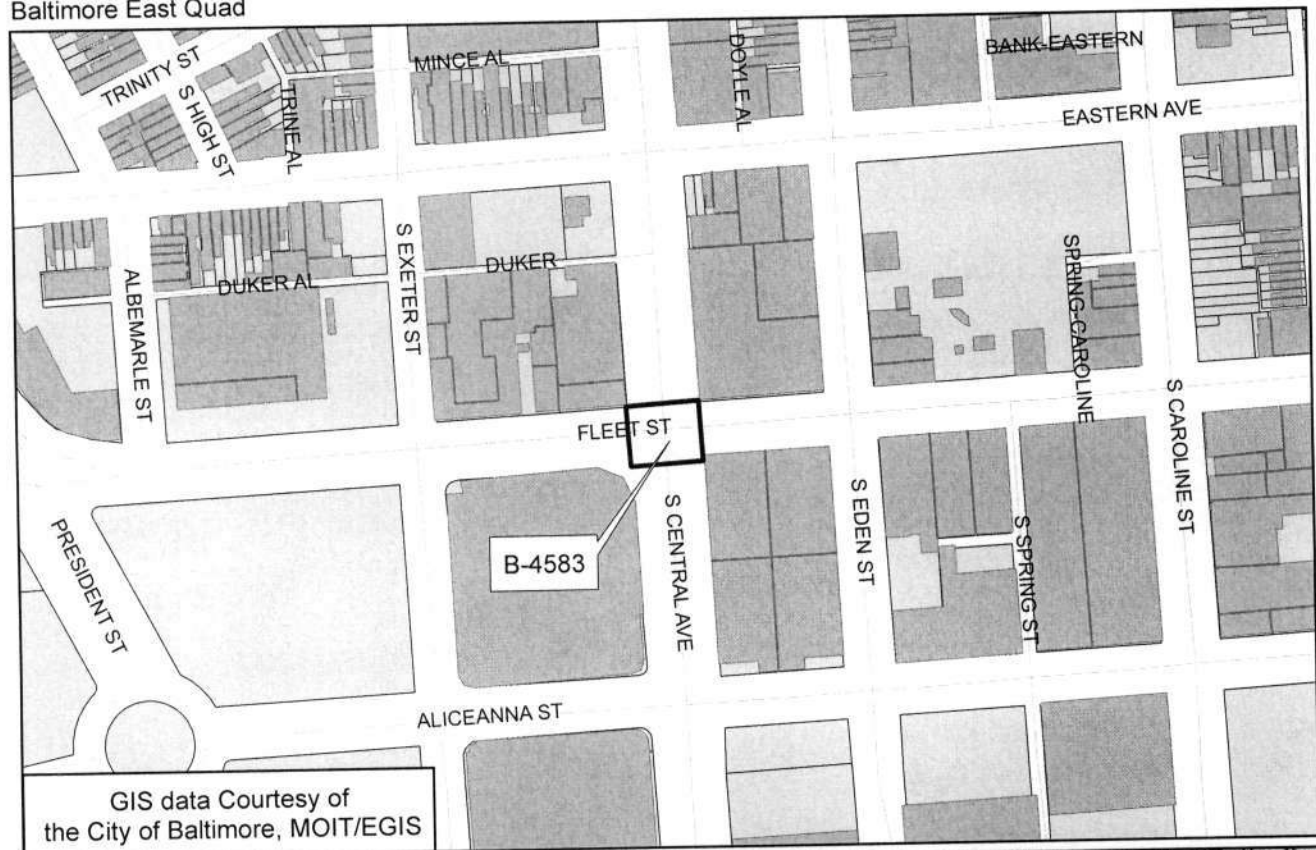 Baltimore East Quad
TRINITY ST
S HIGH ST
TRINE AL
MINCE AL
DOYLE AL
BANK-EASTERN
EASTERN AVE
ALBEMARLE ST
DUKER AL
S EXETER ST
DUKER
SPRING-CAROLINE
FLEET ST
S CAROLINE ST
PRESIDENT ST
B-4583
S CENTRAL AVE
S EDEN ST
S SPRING ST
ALICEANNA ST
GIS data Courtesy of
the City of Baltimore, MOIT/EGIS